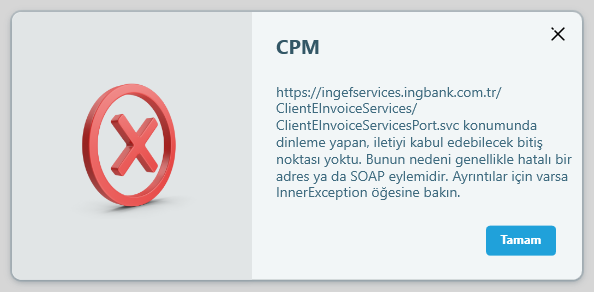 CPM
https://ingefservices.ingbank.com.tr/
ClientEInvoiceServices/
ClientEInvoiceServicesPort.svc konumunda
dinleme yapan, iletiyi kabul edebilecek bitiş
noktası yoktu. Bunun nedeni genellikle hatalı bir
adres ya da SOAP eylemidir. Ayrıntılar için varsa
InnerException öğesine bakın.
Tamam